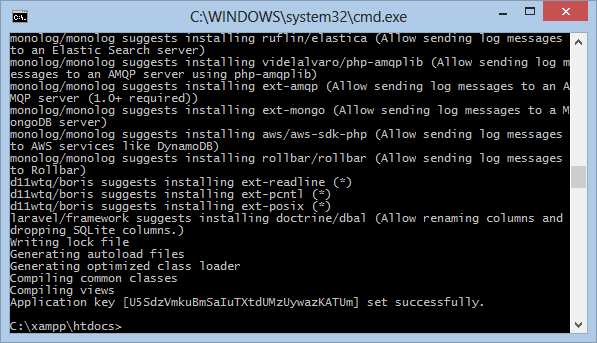 C:\WINDOWS\system32\cmd.exe
monolog/monolog suggests installing ruflin/elastica (Allow sending log messages
to an Elastic Search server)
monolog/monolog suggests installing videlalvaro/php-amqplib (Allow sending log m
essages to an AMQP server using php-amqplib)
monolog/monolog suggests installing ext-amqp (Allow sending log messages to an A
MQP server (1.0+ required))
monolog/monolog suggests installing ext-mongo (Allow sending log messages to a M
ongoDB server)
monolog/monolog suggests installing aws/aws-sdk-php (Allow sending log messages
to AWS services like DynamoDB)
monolog/monolog suggests installing rollbar/rollbar (Allow sending log messages
to Rollbar)
d11wtq/boris suggests installing ext-readline (*)
d11wtq/boris suggests installing ext-pcntl (*)
d11wtq/boris suggests installing ext-posix (*)
laravel/framework suggests installing doctrine/dbal (Allow renaming columns and
dropping SQLite columns.)
Writing lock file
Generating autoload files
Generating optimized class loader
Compiling common classes
Compiling views
Application key [U5SdzVmkuBmSaIuTXtdUMzUywazKATUm] set successfully.
C:\xampp\htdocs>